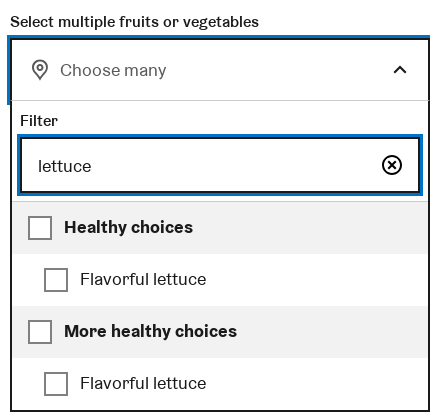 Select multiple fruits or vegetables
Choose many
Filter
lettuce
Healthy choices
Flavorful lettuce
More healthy choices
Flavorful lettuce